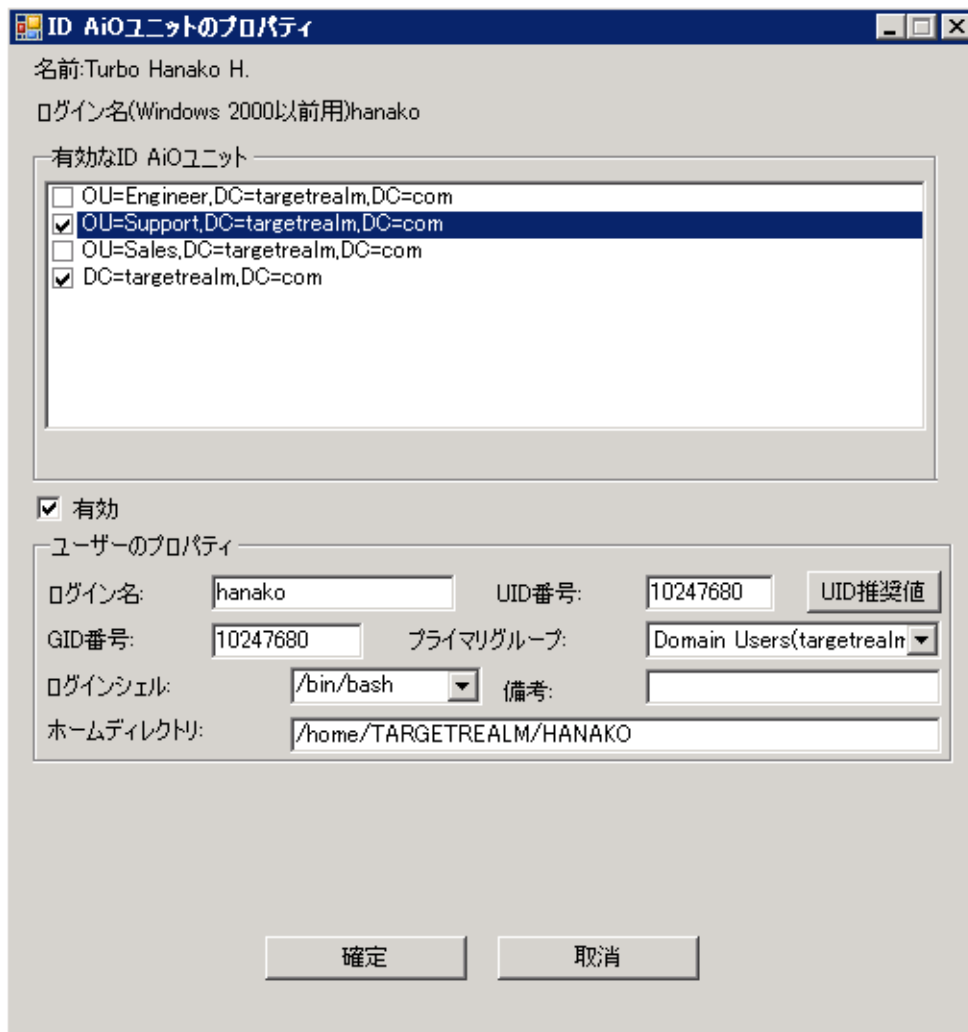 ID AiOユニットのプロパティ
名前:Turbo Hanako H.
ログイン名(Windows 2000以前用)hanako
有効なID AiOユニット
OU=Engineer,DC=targetrealm,DC=com
OU=Support,DC=targetrealm,DC=com
OU=Sales,DC=targetrealm,DC=com
DC=targetrealm,DC=com
有効
ユーザーのプロパティ
ログイン名: hanako UID番号: 10247680 UID推奨値
GID番号: 10247680 プライマリグループ: Domain Users(targetrealm
ログインシェル: /bin/bash 備考:
ホームディレクトリ: /home/TARGETREALM/HANAKO
確定 取消